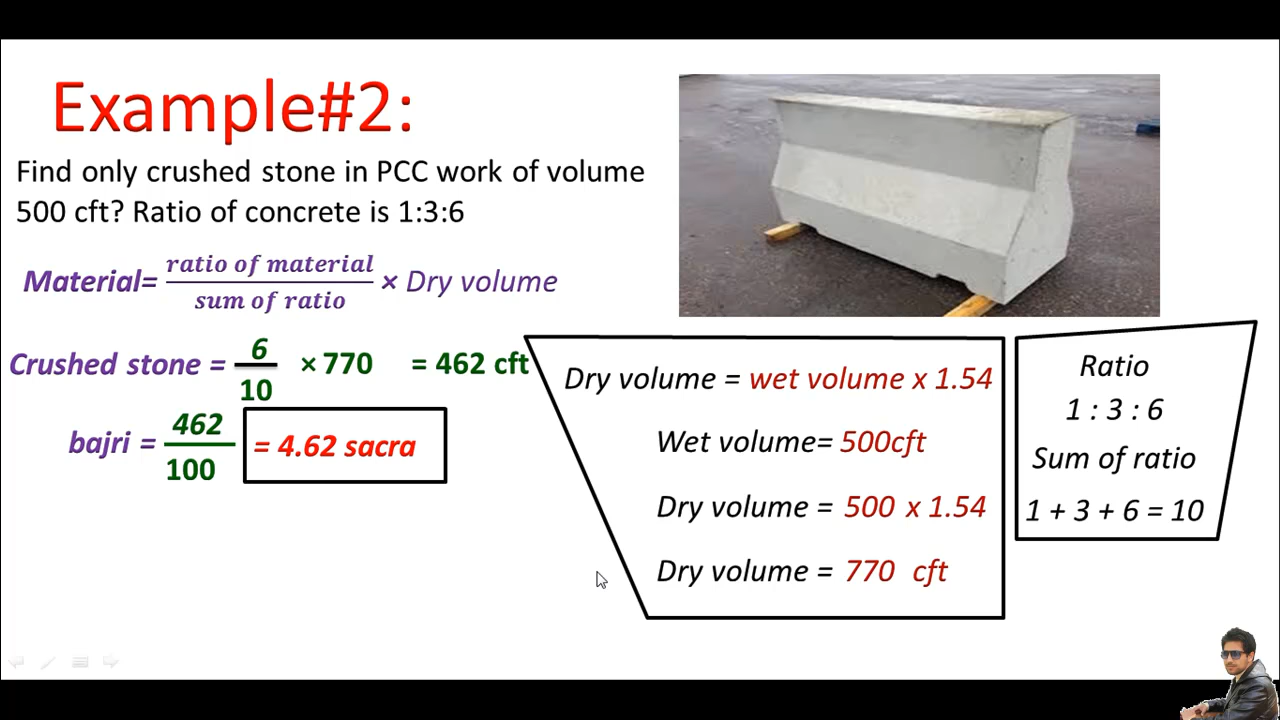 Example#2:
Find only crushed stone in PCC work of volume
500 cft? Ratio of concrete is 1:3:6
Material= ratio of material / sum of ratio × Dry volume
Crushed stone = 6 / 10 × 770 = 462 cft
bajri = 462 / 100 = 4.62 sacra
Dry volume = wet volume x 1.54
Wet volume= 500cft
Dry volume = 500 x 1.54
Dry volume = 770 cft
Ratio
1 : 3 : 6
Sum of ratio
1 + 3 + 6 = 10